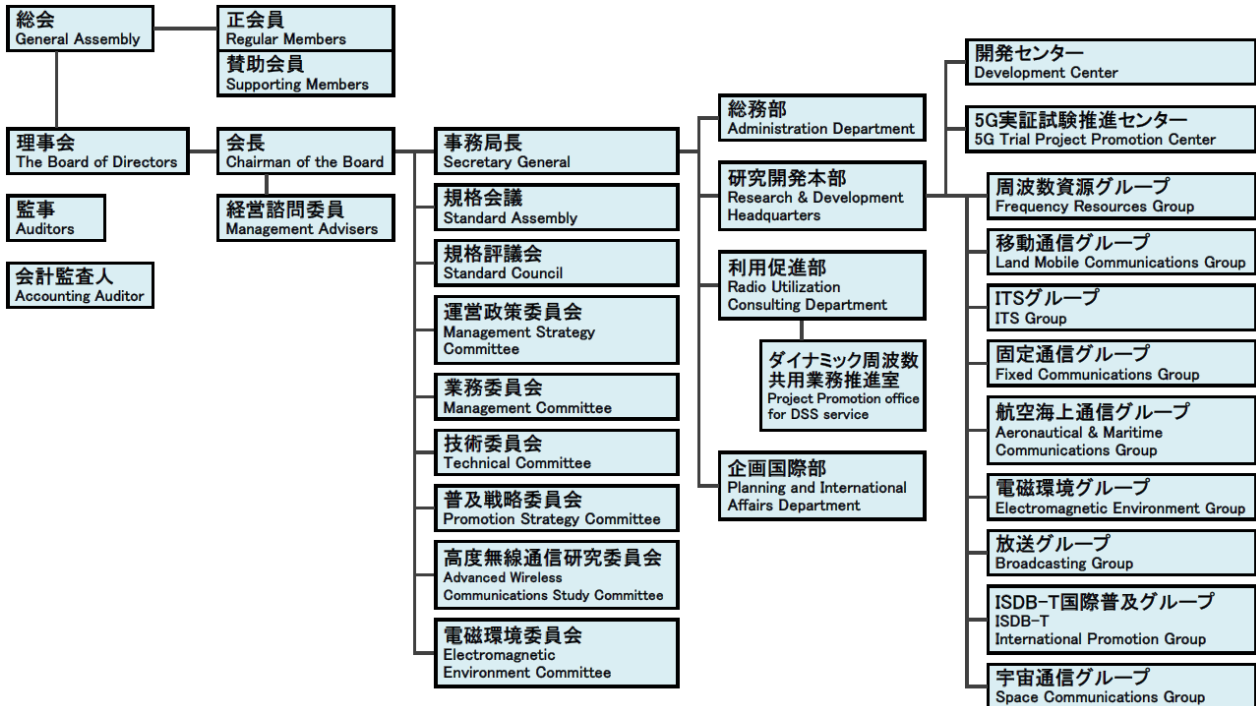 総会
General Assembly
正会員
Regular Members
賛助会員
Supporting Members
理事会
The Board of Directors
会長
Chairman of the Board
監事
Auditors
経営諮問委員
Management Advisers
会計監査人
Accounting Auditor
事務局長
Secretary General
規格会議
Standard Assembly
規格評議会
Standard Council
運営政策委員会
Management Strategy
Committee
業務委員会
Management Committee
技術委員会
Technical Committee
普及戦略委員会
Promotion Strategy Committee
高度無線通信研究委員会
Advanced Wireless
Communications Study Committee
電磁環境委員会
Electromagnetic
Environment Committee
総務部
Administration Department
研究開発本部
Research & Development
Headquarters
利用促進部
Radio Utilization
Consulting Department
ダイナミック周波数
共用業務推進室
Project Promotion office
for DSS service
企画国際部
Planning and International
Affairs Department
開発センター
Development Center
5G実証試験推進センター
5G Trial Project Promotion Center
周波数資源グループ
Frequency Resources Group
移動通信グループ
Land Mobile Communications Group
ITSグループ
ITS Group
固定通信グループ
Fixed Communications Group
航空海上通信グループ
Aeronautical & Maritime
Communications Group
電磁環境グループ
Electromagnetic Environment Group
放送グループ
Broadcasting Group
ISDB-T国際普及グループ
ISDB-T
International Promotion Group
宇宙通信グループ
Space Communications Group